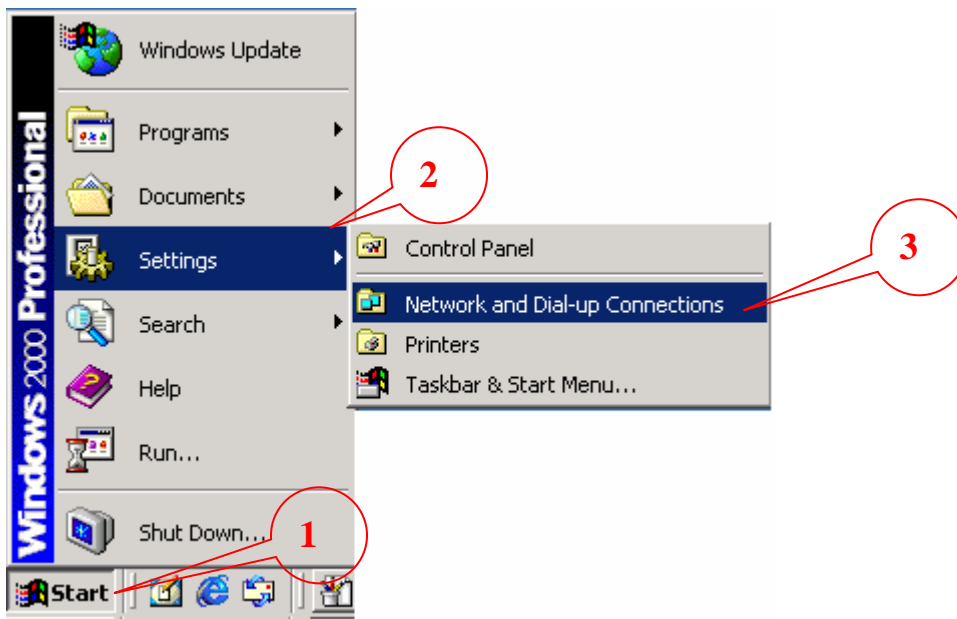 Windows 2000 Professional
Windows Update
Programs
Documents
2
Settings
Control Panel
3
Network and Dial-up Connections
Search
Printers
Help
Taskbar & Start Menu...
Run...
Shut Down...
1
Start